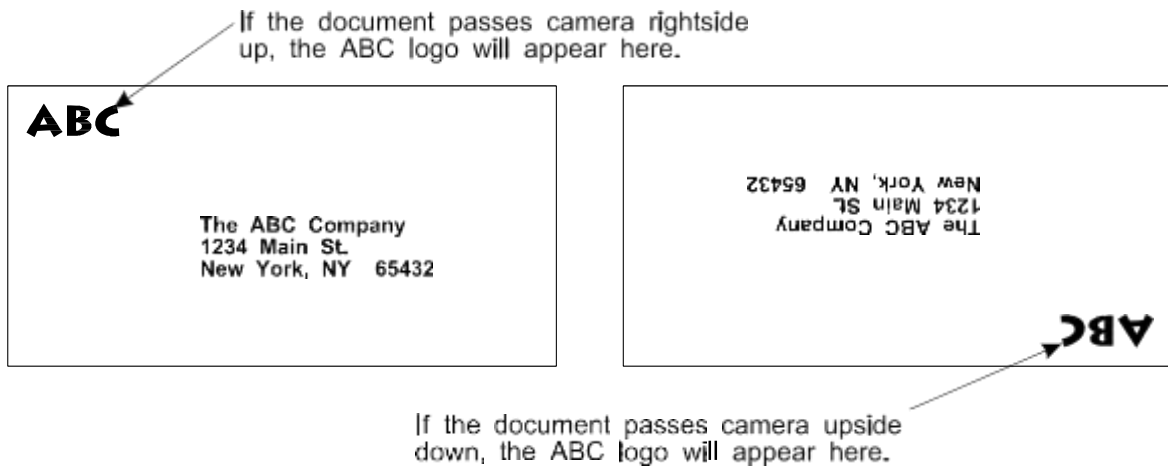 If the document passes camera rightside
up, the ABC logo will appear here.
ABC
The ABC Company
1234 Main St.
New York, NY 65432
ABC
The ABC Company
1234 Main St.
New York, NY 65432
If the document passes camera upside
down, the ABC logo will appear here.